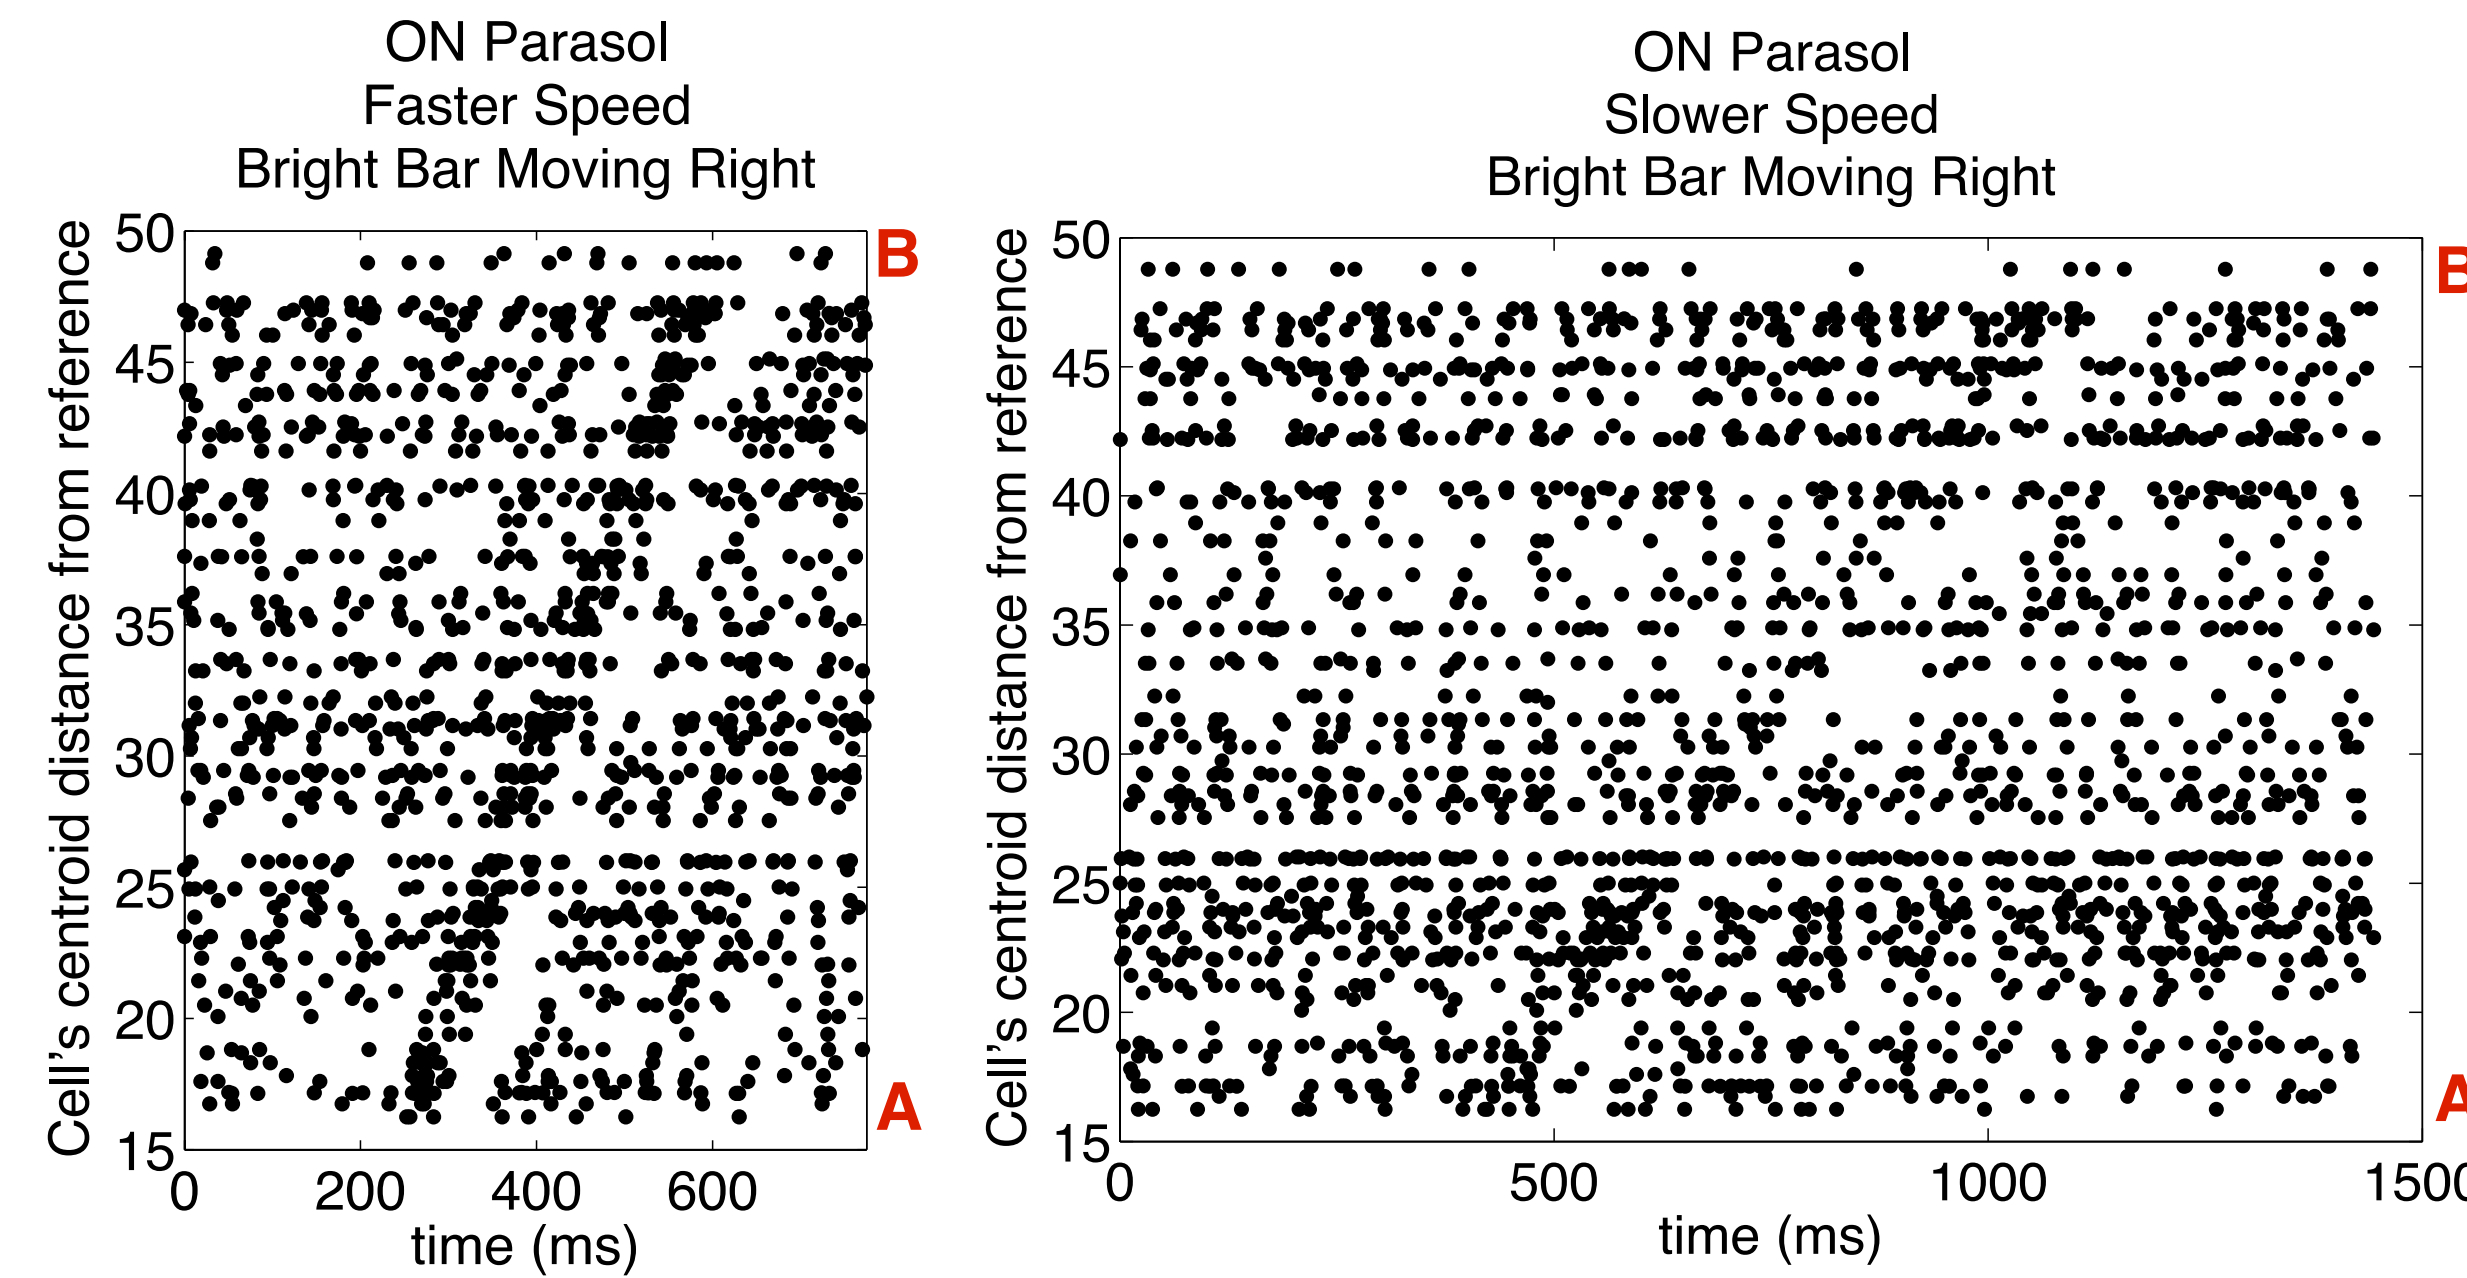 ON Parasol
Faster Speed
Bright Bar Moving Right
Cell's centroid distance from reference
50
45
40
35
30
25
20
15
B
A
0 200 400 600
time (ms)
ON Parasol
Slower Speed
Bright Bar Moving Right
Cell's centroid distance from reference
50
45
40
35
30
25
20
15
B
A
0 500 1000 1500
time (ms)